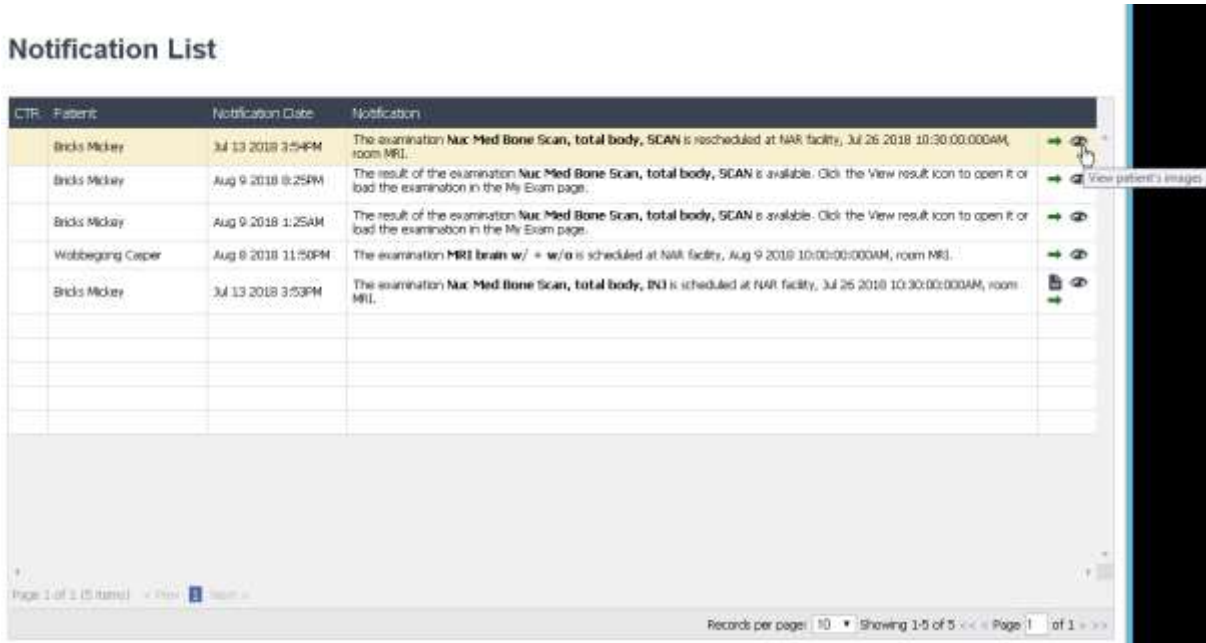 Notification List
CTR Patient Notification Date Notification
Bricks Mickey Jul 13 2018 3:54PM The examination Nuc Med Bone Scan, total body, SCAN is rescheduled at NAR facility, Jul 26 2018 10:30:00:000AM,
room MRI.
View patient's images
Bricks Mickey Aug 9 2018 8:25PM The result of the examination Nuc Med Bone Scan, total body, SCAN is available. Click the View result icon to open it or
load the examination in the My Exam page.
Bricks Mickey Aug 9 2018 1:25AM The result of the examination Nuc Med Bone Scan, total body, SCAN is available. Click the View result icon to open it or
load the examination in the My Exam page.
Wobbegong Casper Aug 8 2018 11:50PM The examination MRI brain w/ + w/o is scheduled at NAR facility, Aug 9 2018 10:00:00:000AM, room MRI.
Bricks Mickey Jul 13 2018 3:53PM The examination Nuc Med Bone Scan, total body, INJ is scheduled at NAR facility, Jul 26 2018 10:30:00:000AM, room
MRI.
Page 1 of 1 (5 items) < Prev 1 Next >
Records per page: 10 Showing 1-5 of 5 << < Page 1 of 1 > >>